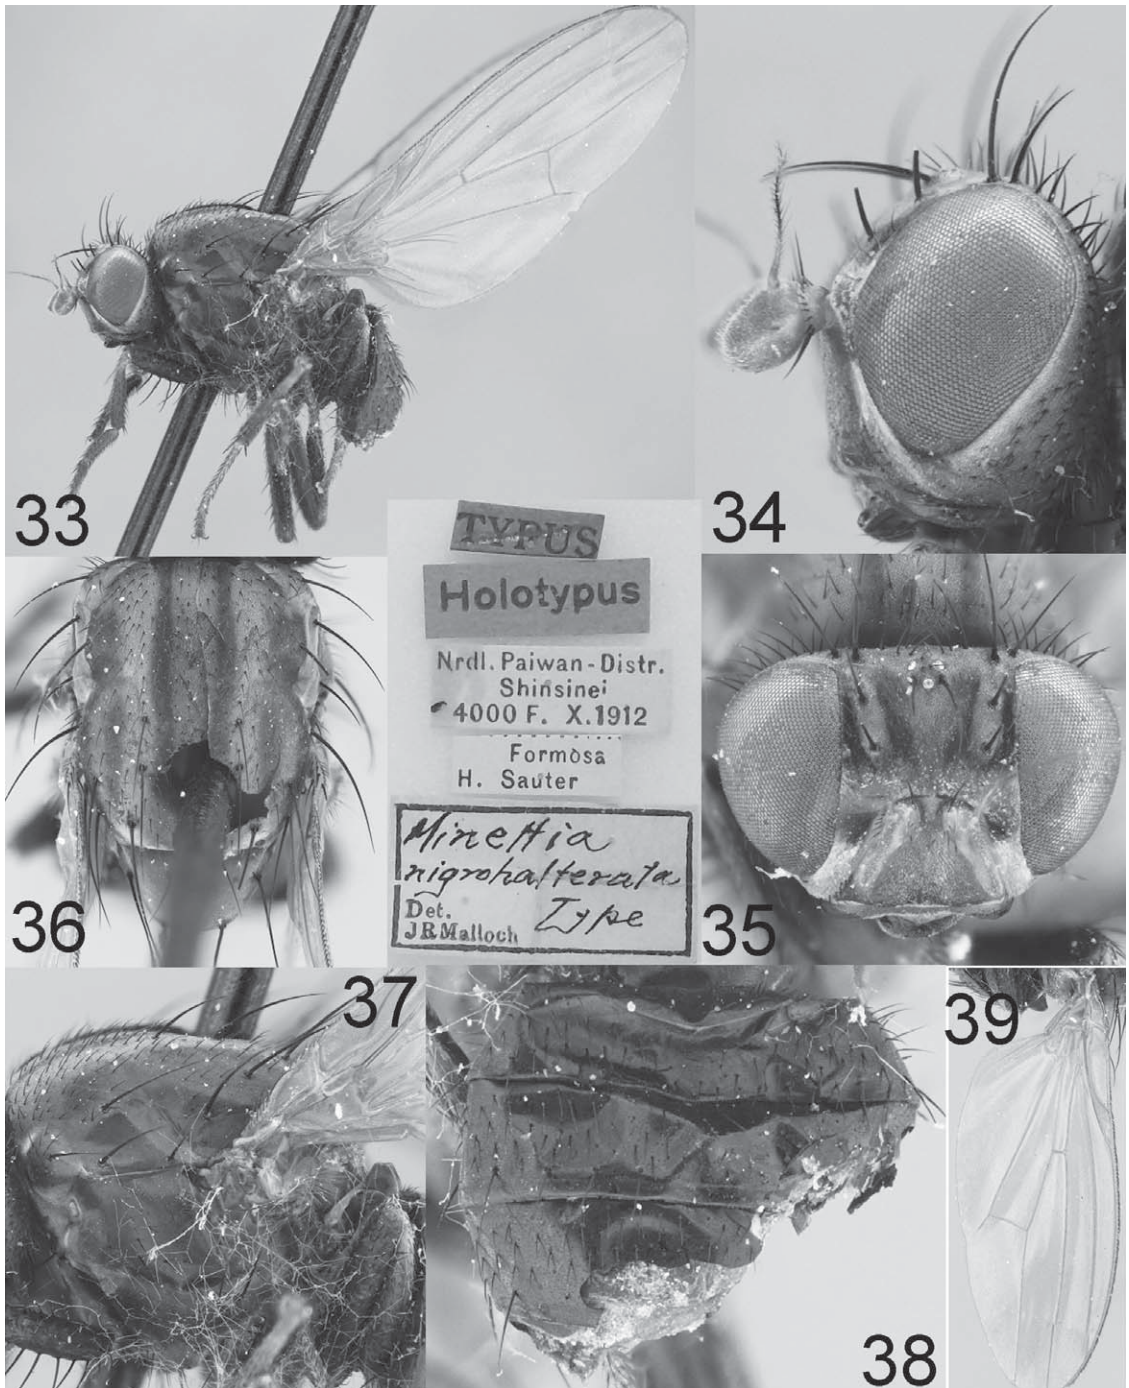 33
34
TYPUS
Holotypus
Nrdl. Paiwan-Distr.
Shinsinei
4000 F. X.1912
Formosa
H. Sauter
Minettia
nigrohalterata
Det. Type
JRMalloch
36
35
37
39
38